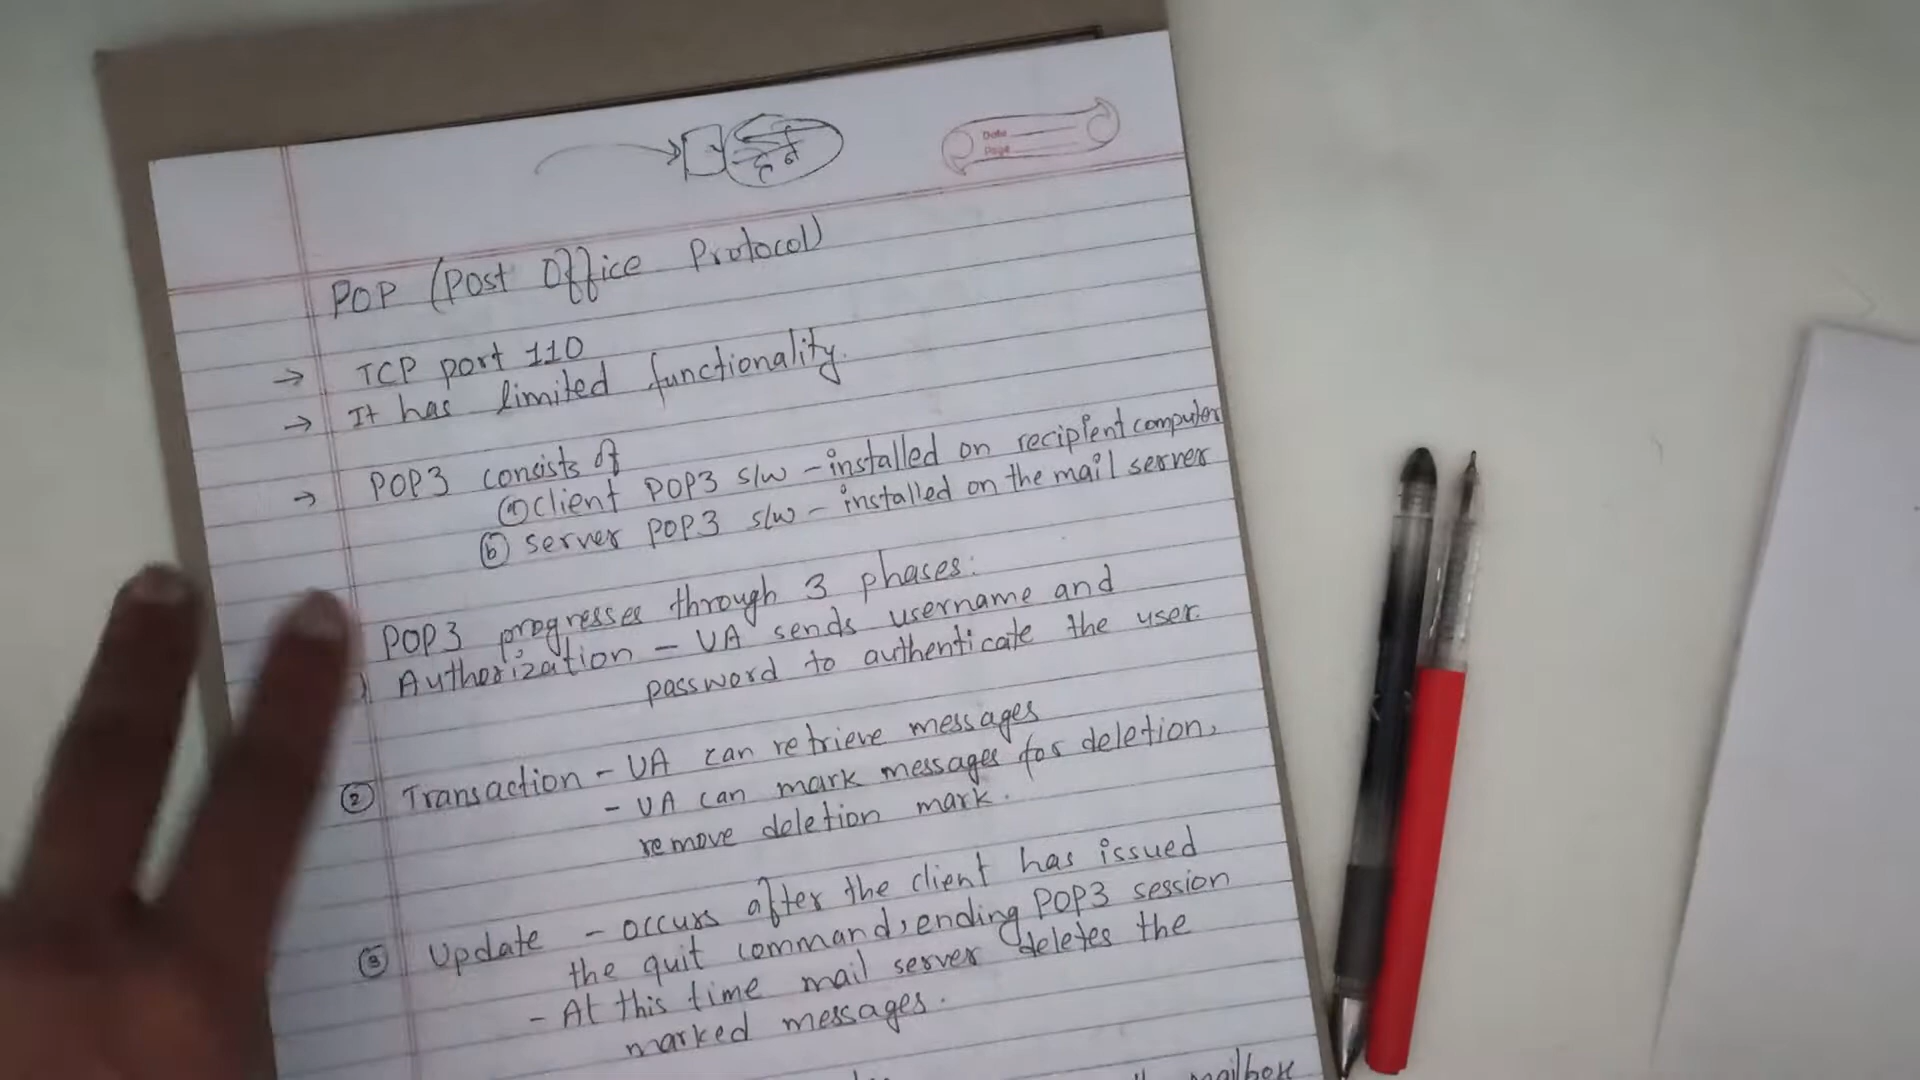 Date
Page
POP (Post Office Protocol)
→ TCP port 110
→ It has limited functionality.
→ POP3 consists of
ⓐ client POP3 s/w - installed on recipient computer
ⓑ server POP3 s/w - installed on the mail server
POP3 progresses through 3 phases:
Authorization - UA sends username and
password to authenticate the user.
② Transaction - UA can retrieve messages
- UA can mark messages for deletion,
remove deletion mark.
③ Update - occurs after the client has issued
the quit command, ending POP3 session
- At this time mail server deletes the
marked messages.
mailbox